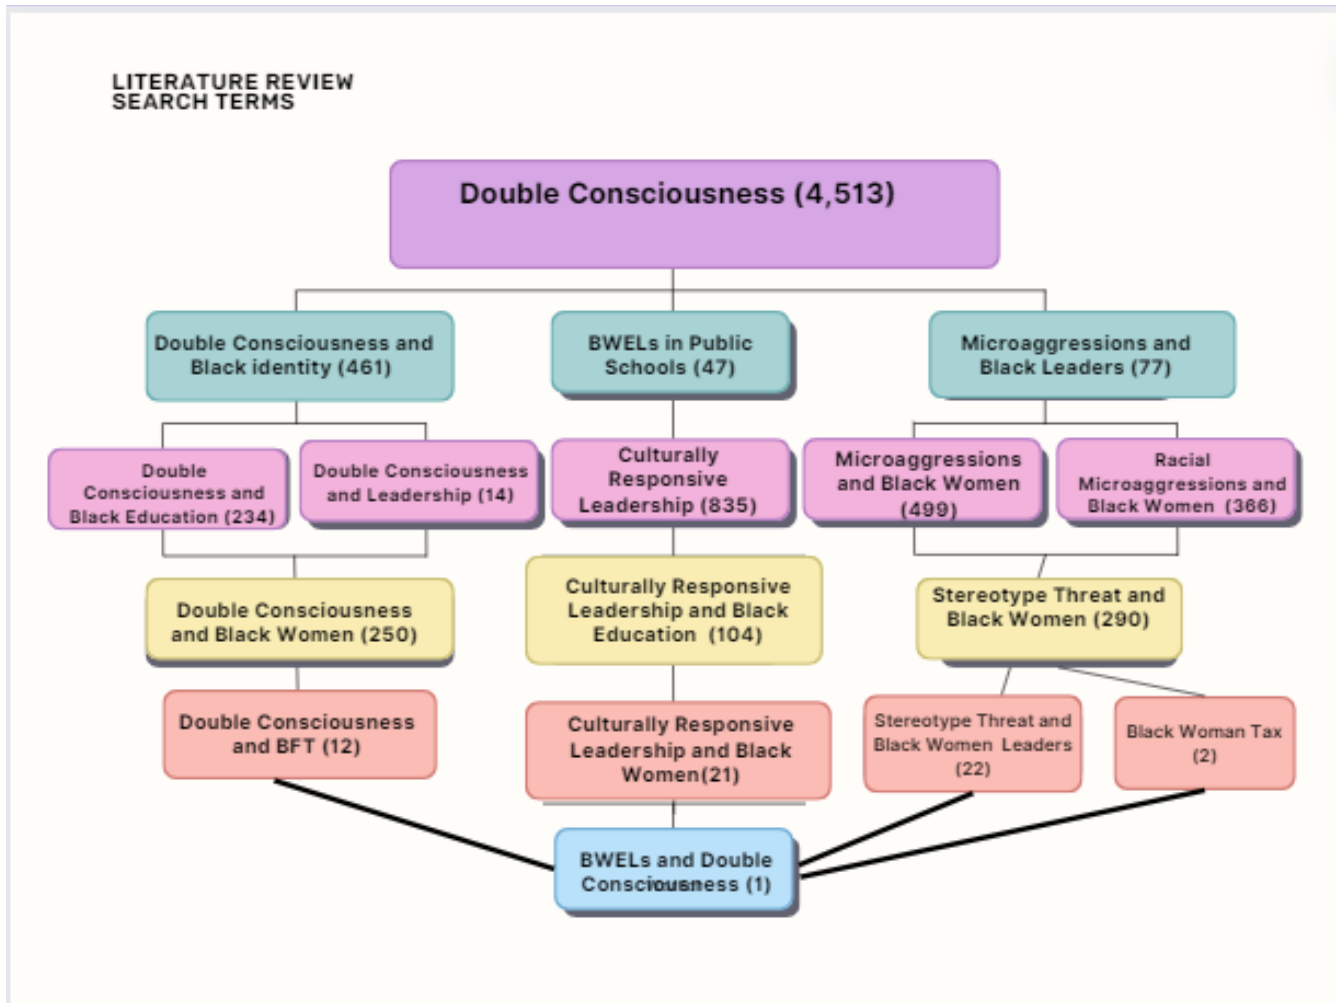 LITERATURE REVIEW
SEARCH TERMS
Double Consciousness (4,513)
Double Consciousness and
Black identity (461)
BWELs in Public
Schools (47)
Microaggressions and
Black Leaders (77)
Double
Consciousness and
Black Education (234)
Double Consciousness
and Leadership (14)
Culturally
Responsive
Leadership (835)
Microaggressions
and Black Women
(499)
Racial
Microaggressions and
Black Women (366)
Double Consciousness
and Black Women (250)
Culturally Responsive
Leadership and Black
Education (104)
Stereotype Threat and
Black Women (290)
Double Consciousness
and BFT (12)
Culturally Responsive
Leadership and Black
Women(21)
Stereotype Threat and
Black Women Leaders
(22)
Black Woman Tax
(2)
BWELs and Double
Consciousness (1)